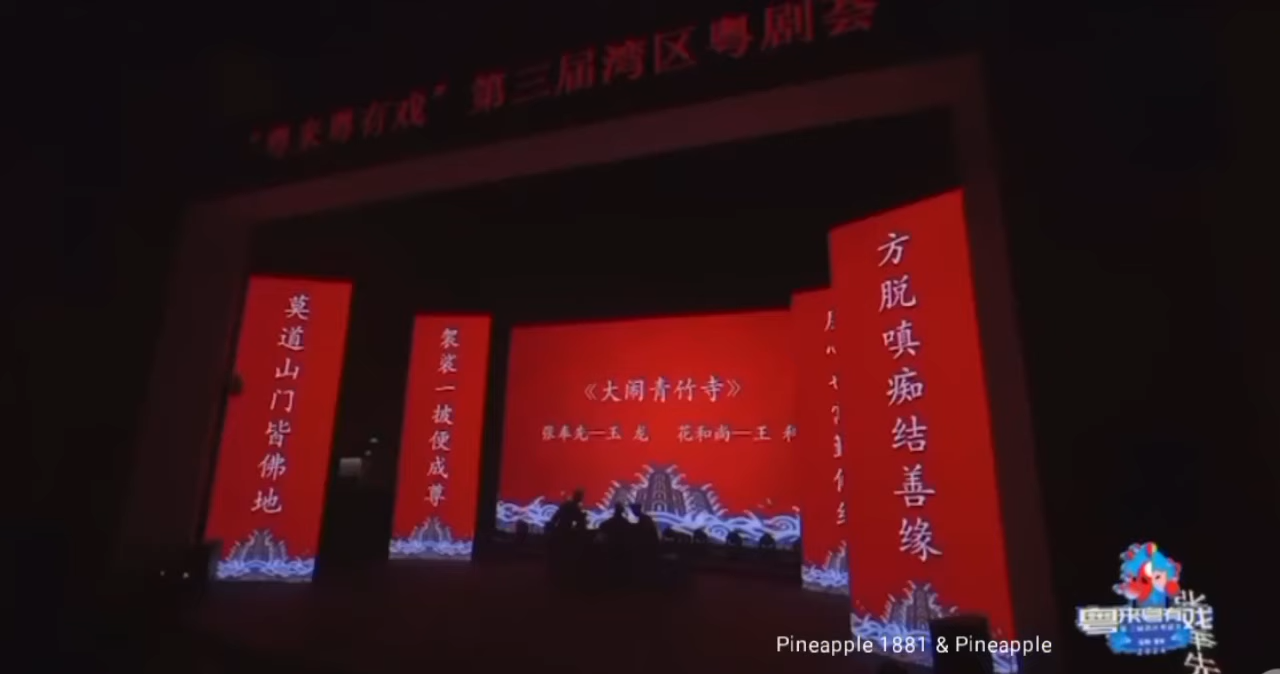 “粤来粤有戏”第三届湾区粤剧荟
莫道山门皆佛地
袈裟一披便成尊
《大闹青竹寺》
张奉先—玉 龙 花和尚—王 和
方脱嗔痴结善缘
粤来粤有戏
Pineapple 1881 & Pineapple